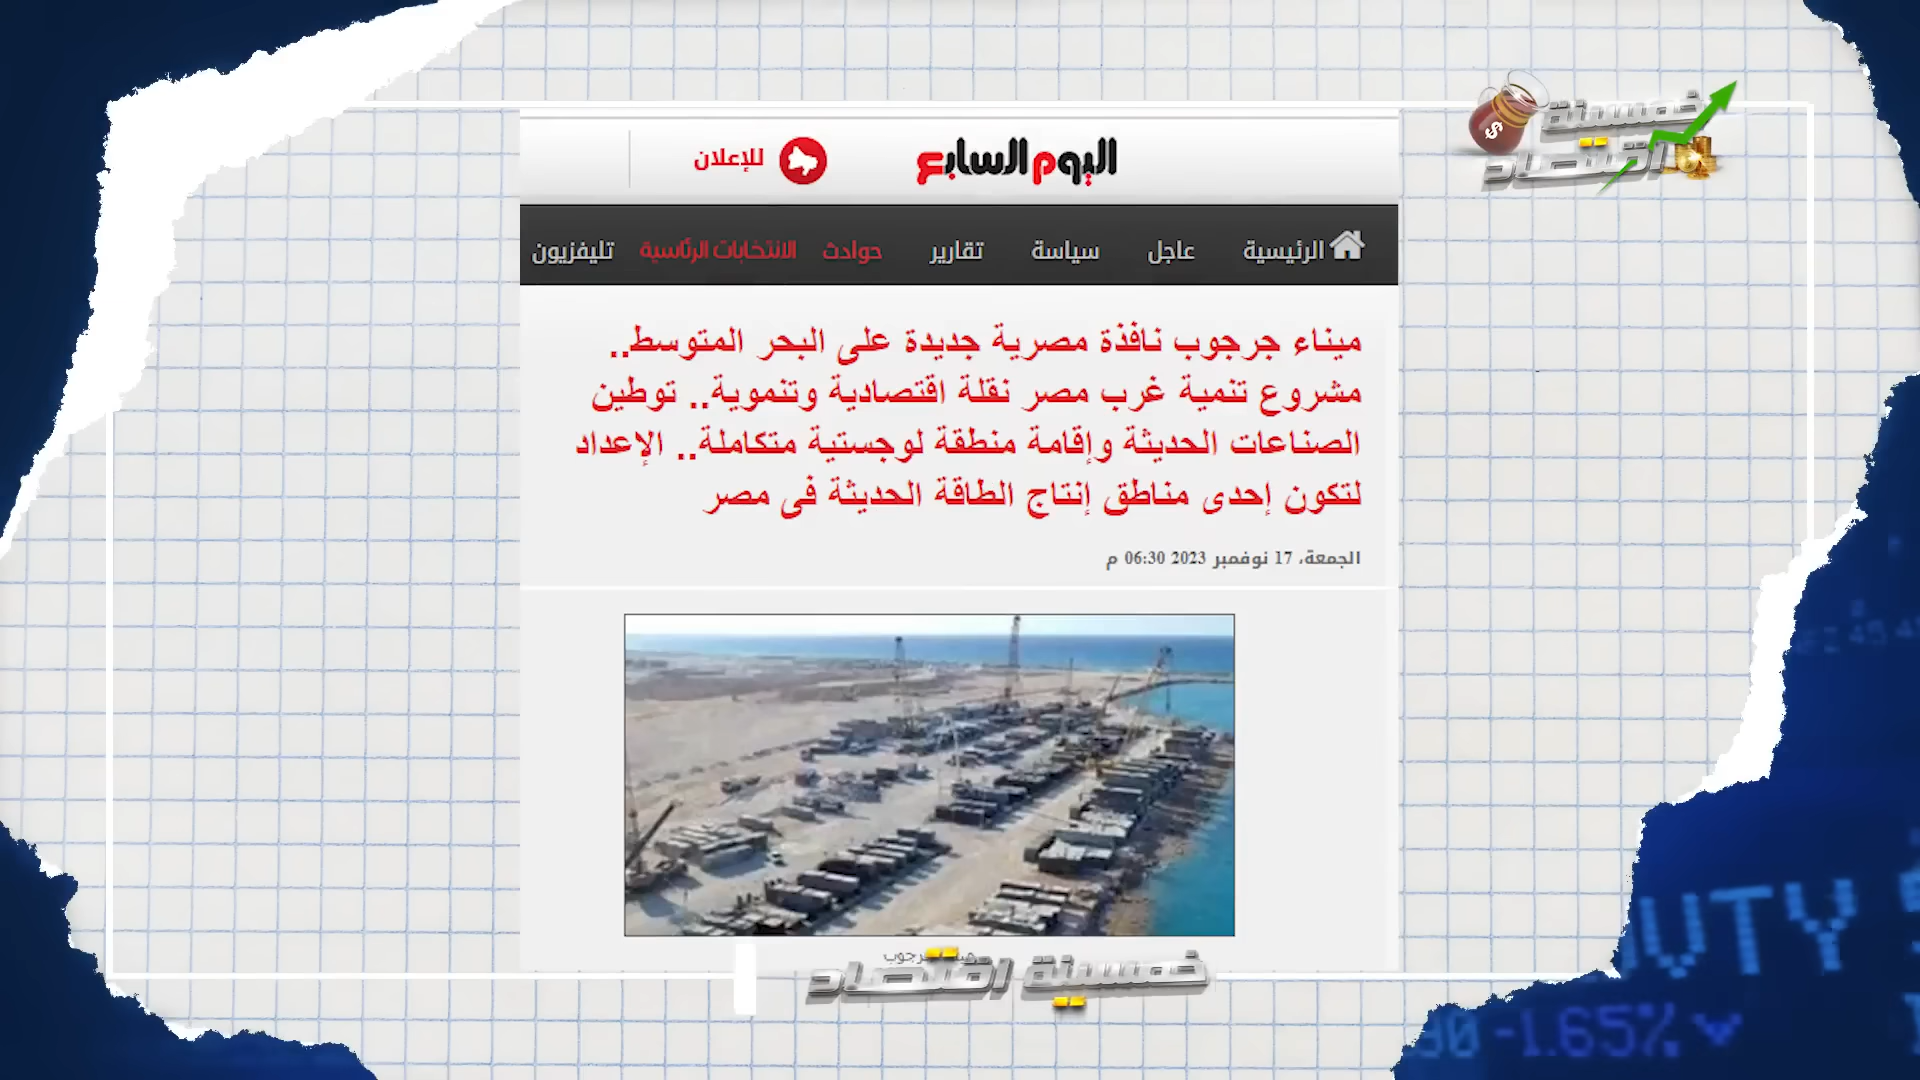 خمسينة
اقتصاد
اليوم السابع
للإعلان
الرئيسية عاجل سياسة تقارير حوادث الانتخابات الرئاسية تليفزيون
ميناء جرجوب نافذة مصرية جديدة على البحر المتوسط..
مشروع تنمية غرب مصر نقلة اقتصادية وتنموية.. توطين
الصناعات الحديثة وإقامة منطقة لوجستية متكاملة.. الإعداد
لتكون إحدى مناطق إنتاج الطاقة الحديثة فى مصر
الجمعة، 17 نوفمبر 2023 06:30 م
خمسينة اقتصاد
-1.65%